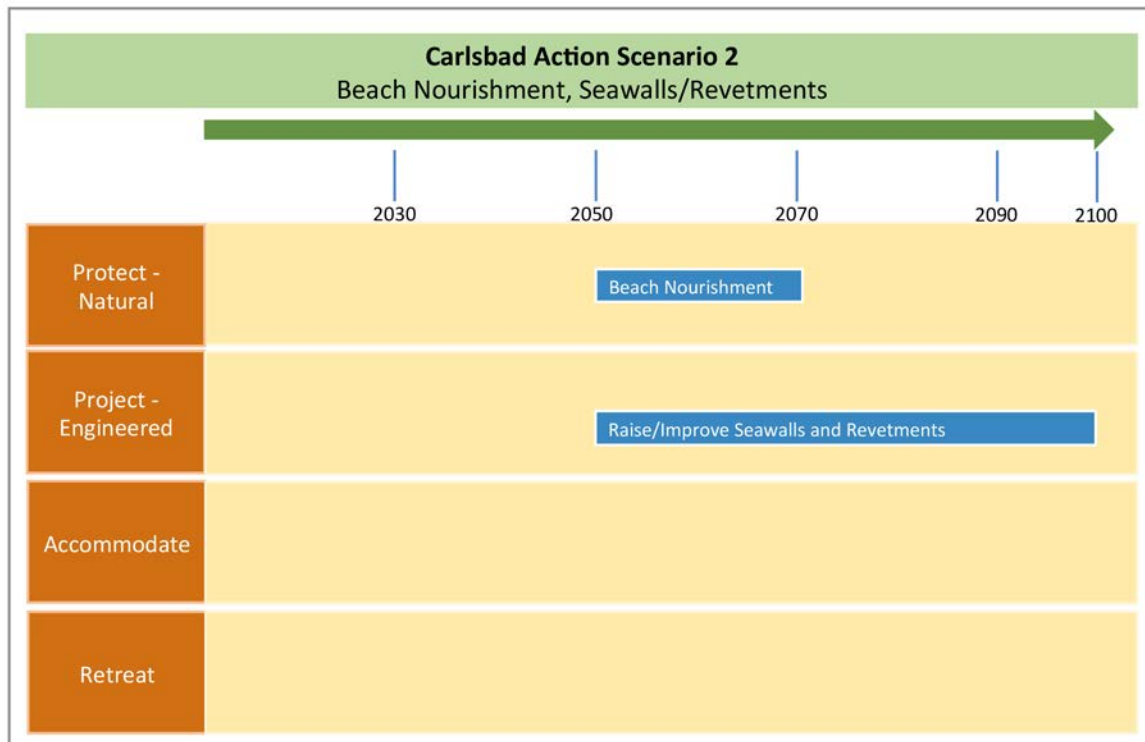 Carlsbad Action Scenario 2
Beach Nourishment, Seawalls/Revetments
2030
2050
2070
2090
2100
Protect -
Natural
Beach Nourishment
Project -
Engineered
Raise/Improve Seawalls and Revetments
Accommodate
Retreat